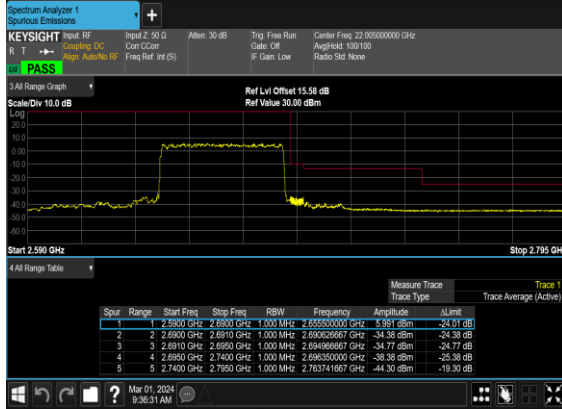 Spectrum Analyzer 1
Spurious Emissions
+
KEYSIGHT Input: RF Input Z: 50 Ω Atten: 30 dB Trig: Free Run Center Freq: 22.005000000 GHz
R T Coupling: DC Corr CCorr Gate: Off Avg|Hold: 100/100
Align: Auto/No RF Freq Ref: Int (S) IF Gain: Low Radio Std: None
PASS
3 All Range Graph
Ref Lvl Offset 15.58 dB
Scale/Div 10.0 dB Ref Value 30.00 dBm
Log
20.0
10.0
0.00
-10.0
-20.0
-30.0
-40.0
-50.0
-60.0
Start 2.590 GHz Stop 2.795 GH
4 All Range Table
Measure Trace Trace 1
Trace Type Trace Average (Active)
Spur Range Start Freq Stop Freq RBW Frequency Amplitude ΔLimit
1 1 2.5900 GHz 2.6900 GHz 1.000 MHz 2.655500000 GHz 5.991 dBm -24.01 dB
2 2 2.6900 GHz 2.6910 GHz 1.000 MHz 2.690626667 GHz -34.38 dBm -24.38 dB
3 3 2.6910 GHz 2.6950 GHz 1.000 MHz 2.694966667 GHz -34.77 dBm -24.77 dB
4 4 2.6950 GHz 2.7400 GHz 1.000 MHz 2.696350000 GHz -38.38 dBm -25.38 dB
5 5 2.7400 GHz 2.7950 GHz 1.000 MHz 2.763741667 GHz -44.30 dBm -19.30 dB
? Mar 01, 2024
9:36:31 AM